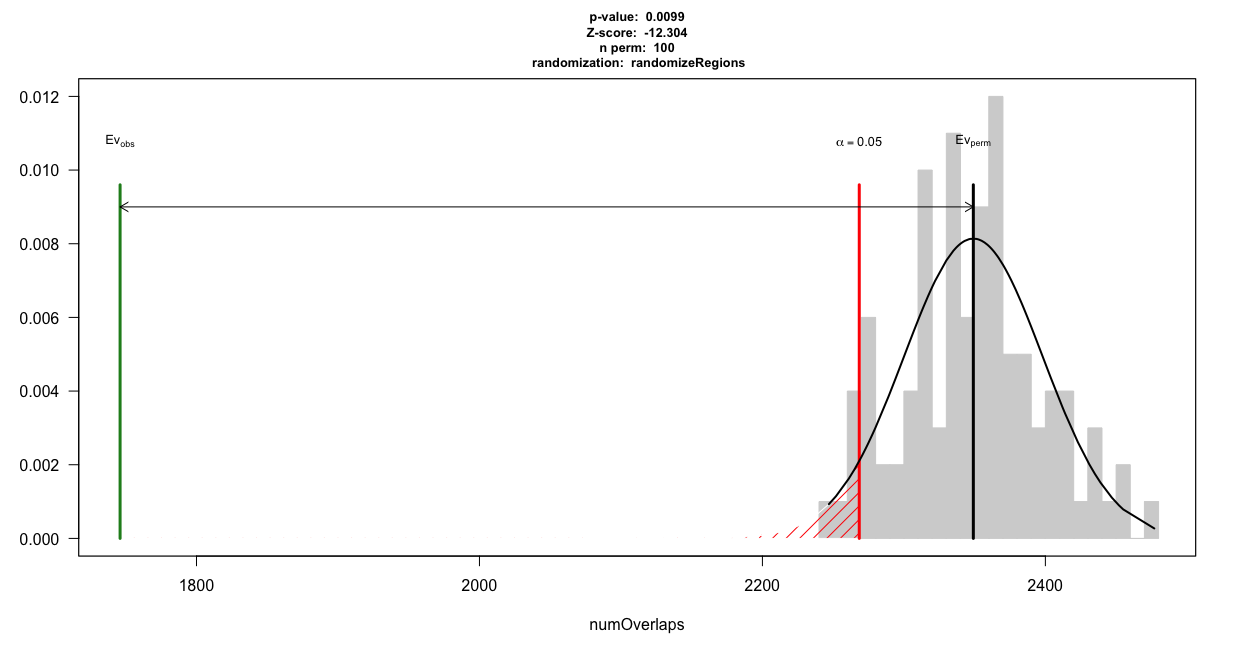 p-value: 0.0099
Z-score: -12.304
n perm: 100
randomization: randomizeRegions
0.012
0.010
0.008
0.006
0.004
0.002
0.000
Evobs
α = 0.05
Evperm
1800
2000
2200
2400
numOverlaps